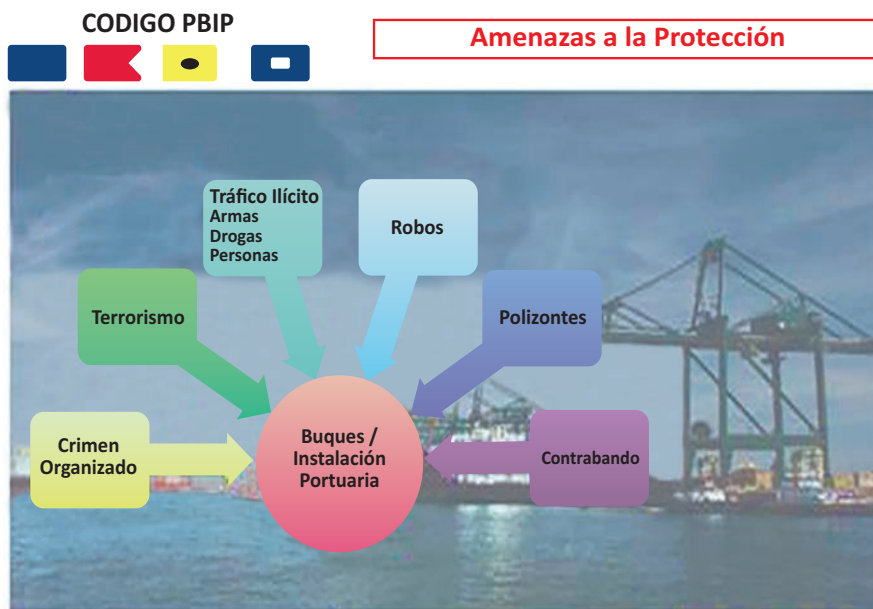 CODIGO PBIP
Amenazas a la Protección
Tráfico Ilícito
Armas
Drogas
Personas
Robos
Terrorismo
Polizontes
Crimen
Organizado
Buques /
Instalación
Portuaria
Contrabando